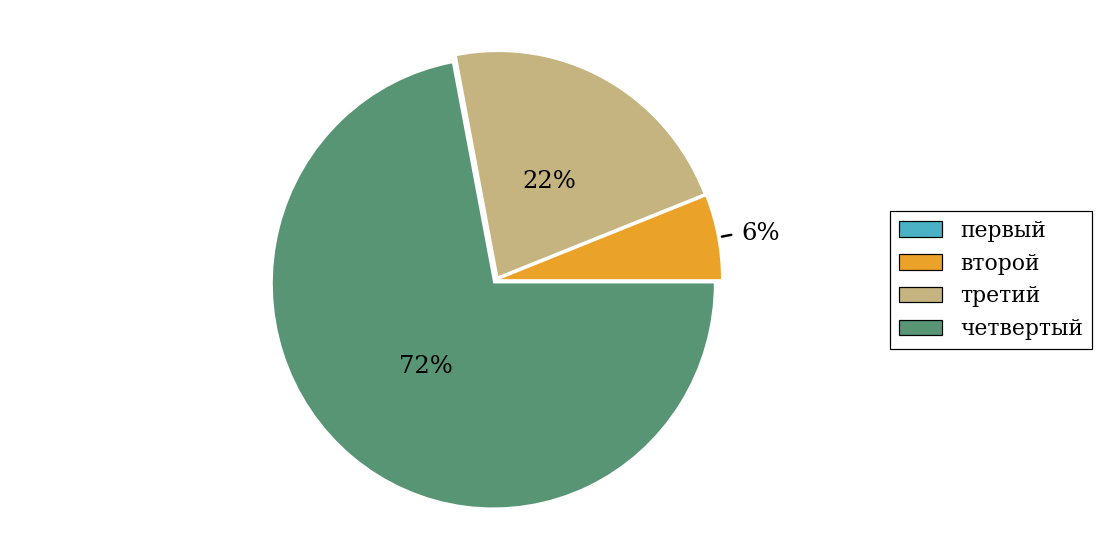 22%
6%
72%
первый
второй
третий
четвертый